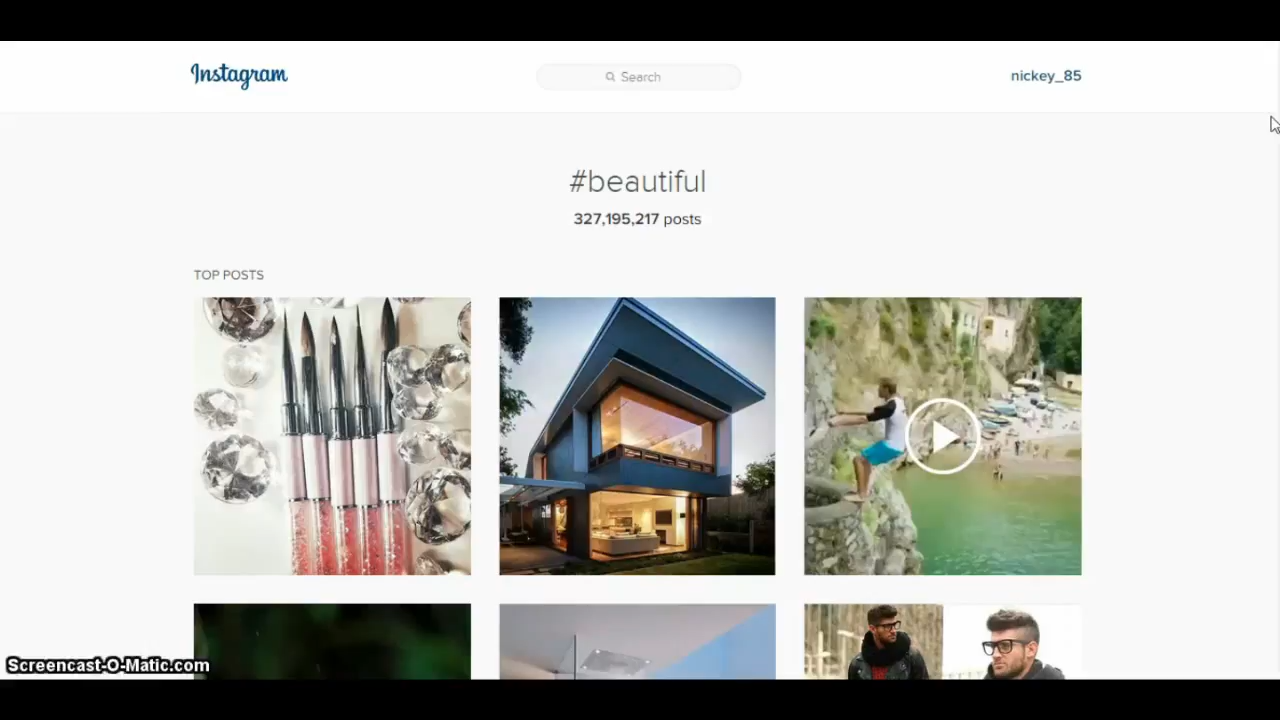 Instagram
Search
nickey_85
#beautiful
327,195,217 posts
TOP POSTS
Screencast-O-Matic.com